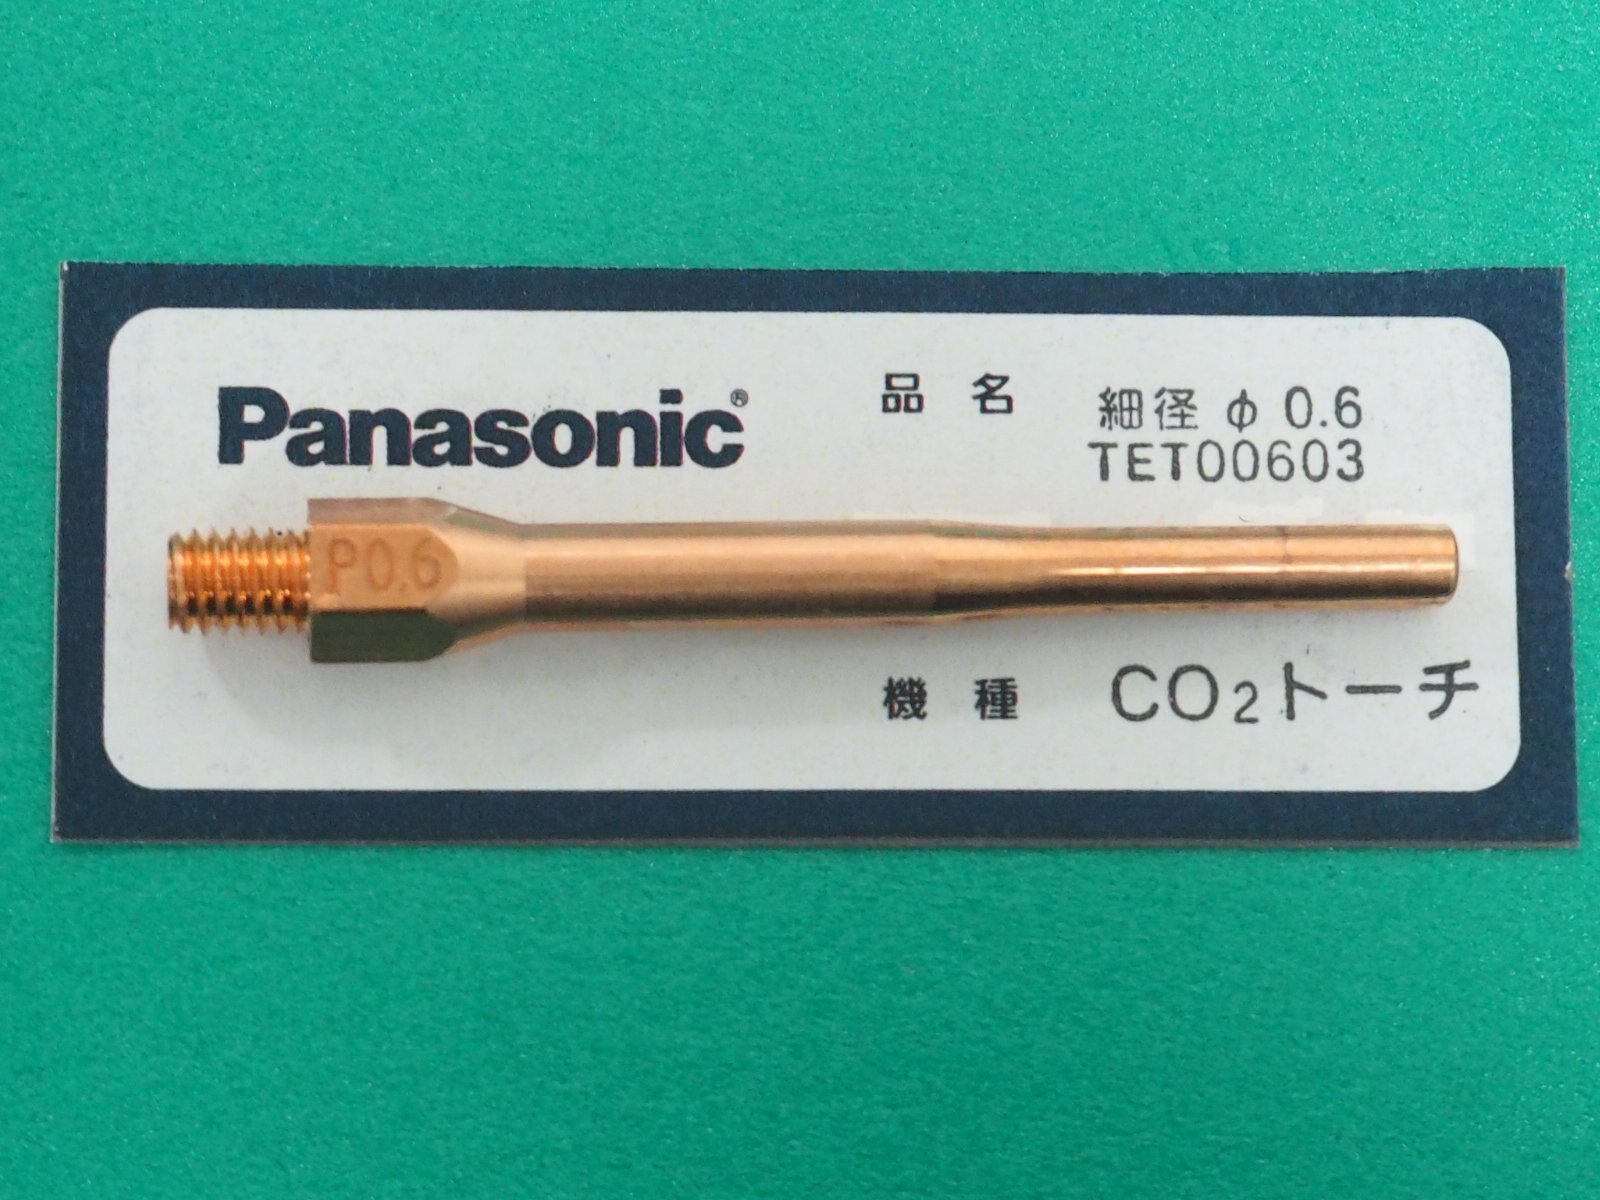 Panasonic®
品名 細径 φ 0.6
TET00603
P0.6
機種 CO₂トーチ